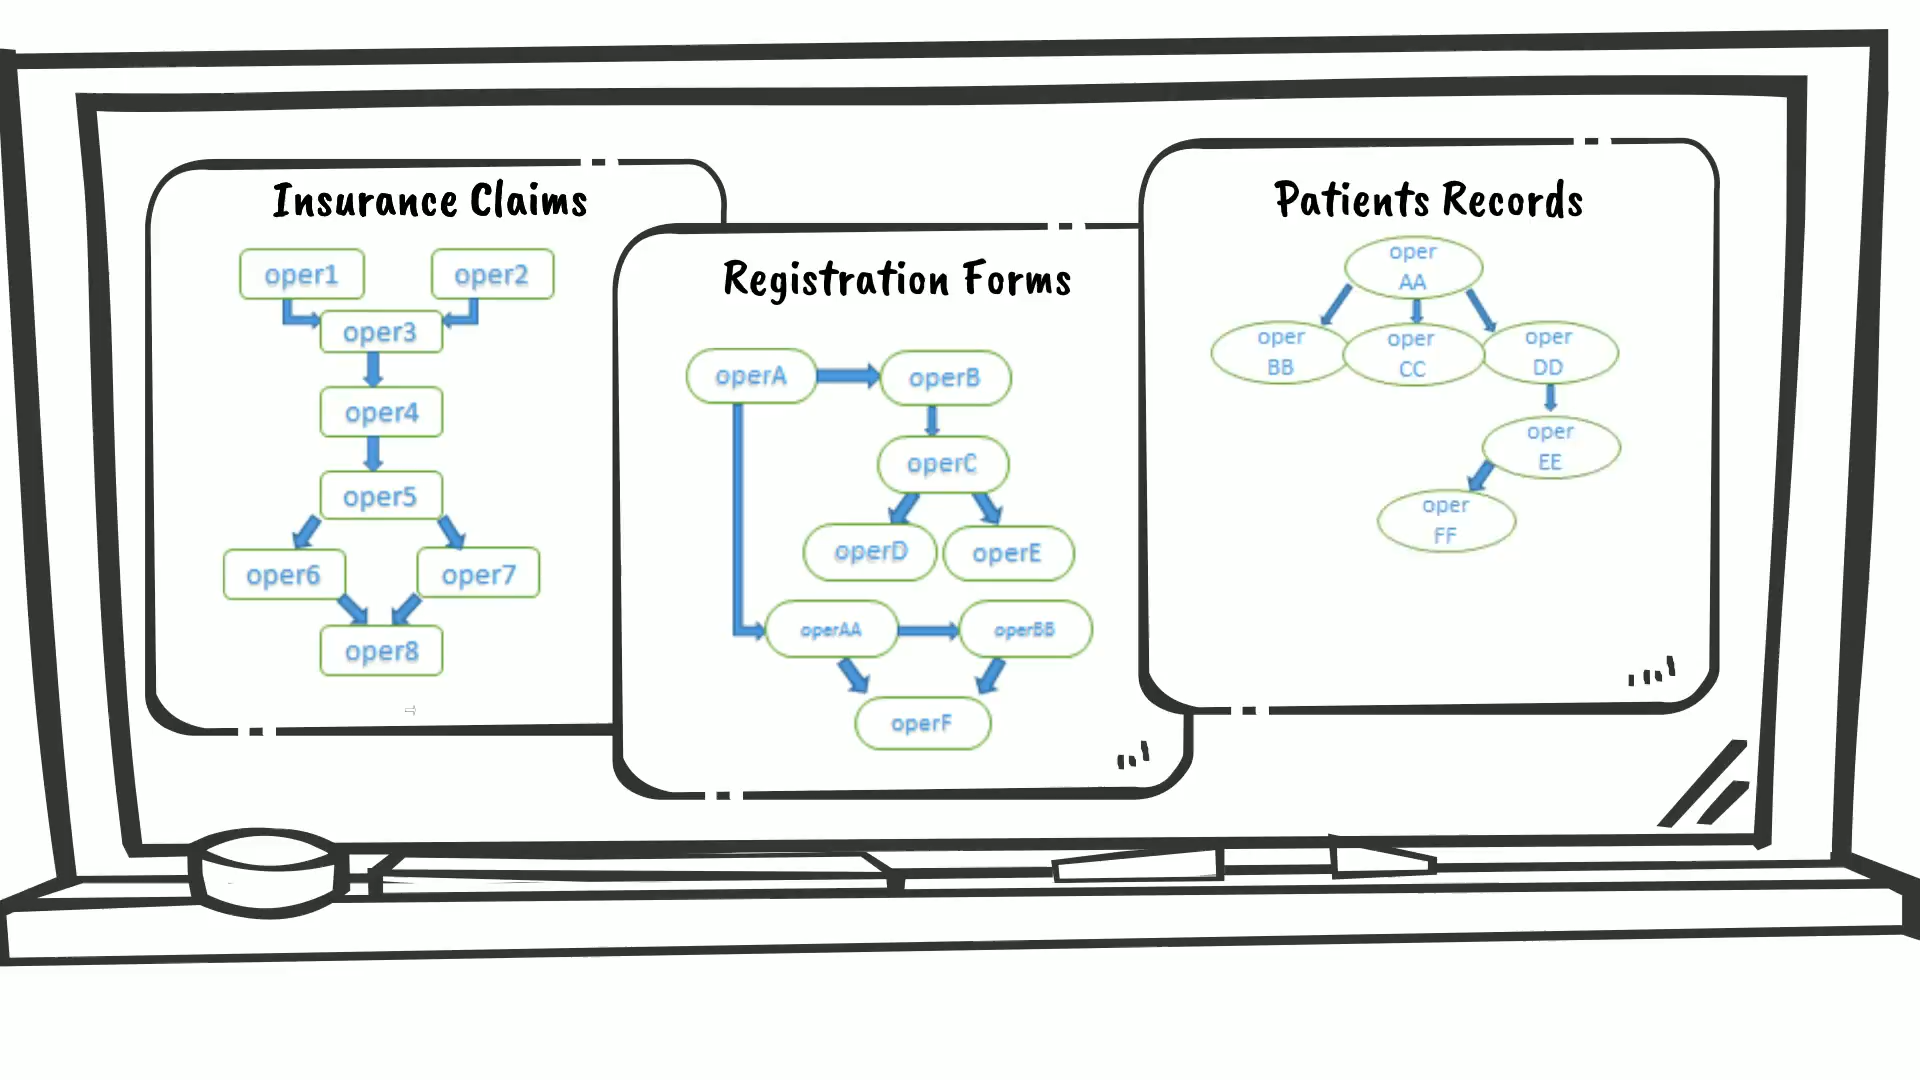 Insurance Claims
oper1
oper2
oper3
oper4
oper5
oper6
oper7
oper8
Registration Forms
operA
operB
operC
operD
operE
operAA
operBB
operF
Patients Records
oper
AA
oper
BB
oper
CC
oper
DD
oper
EE
oper
FF